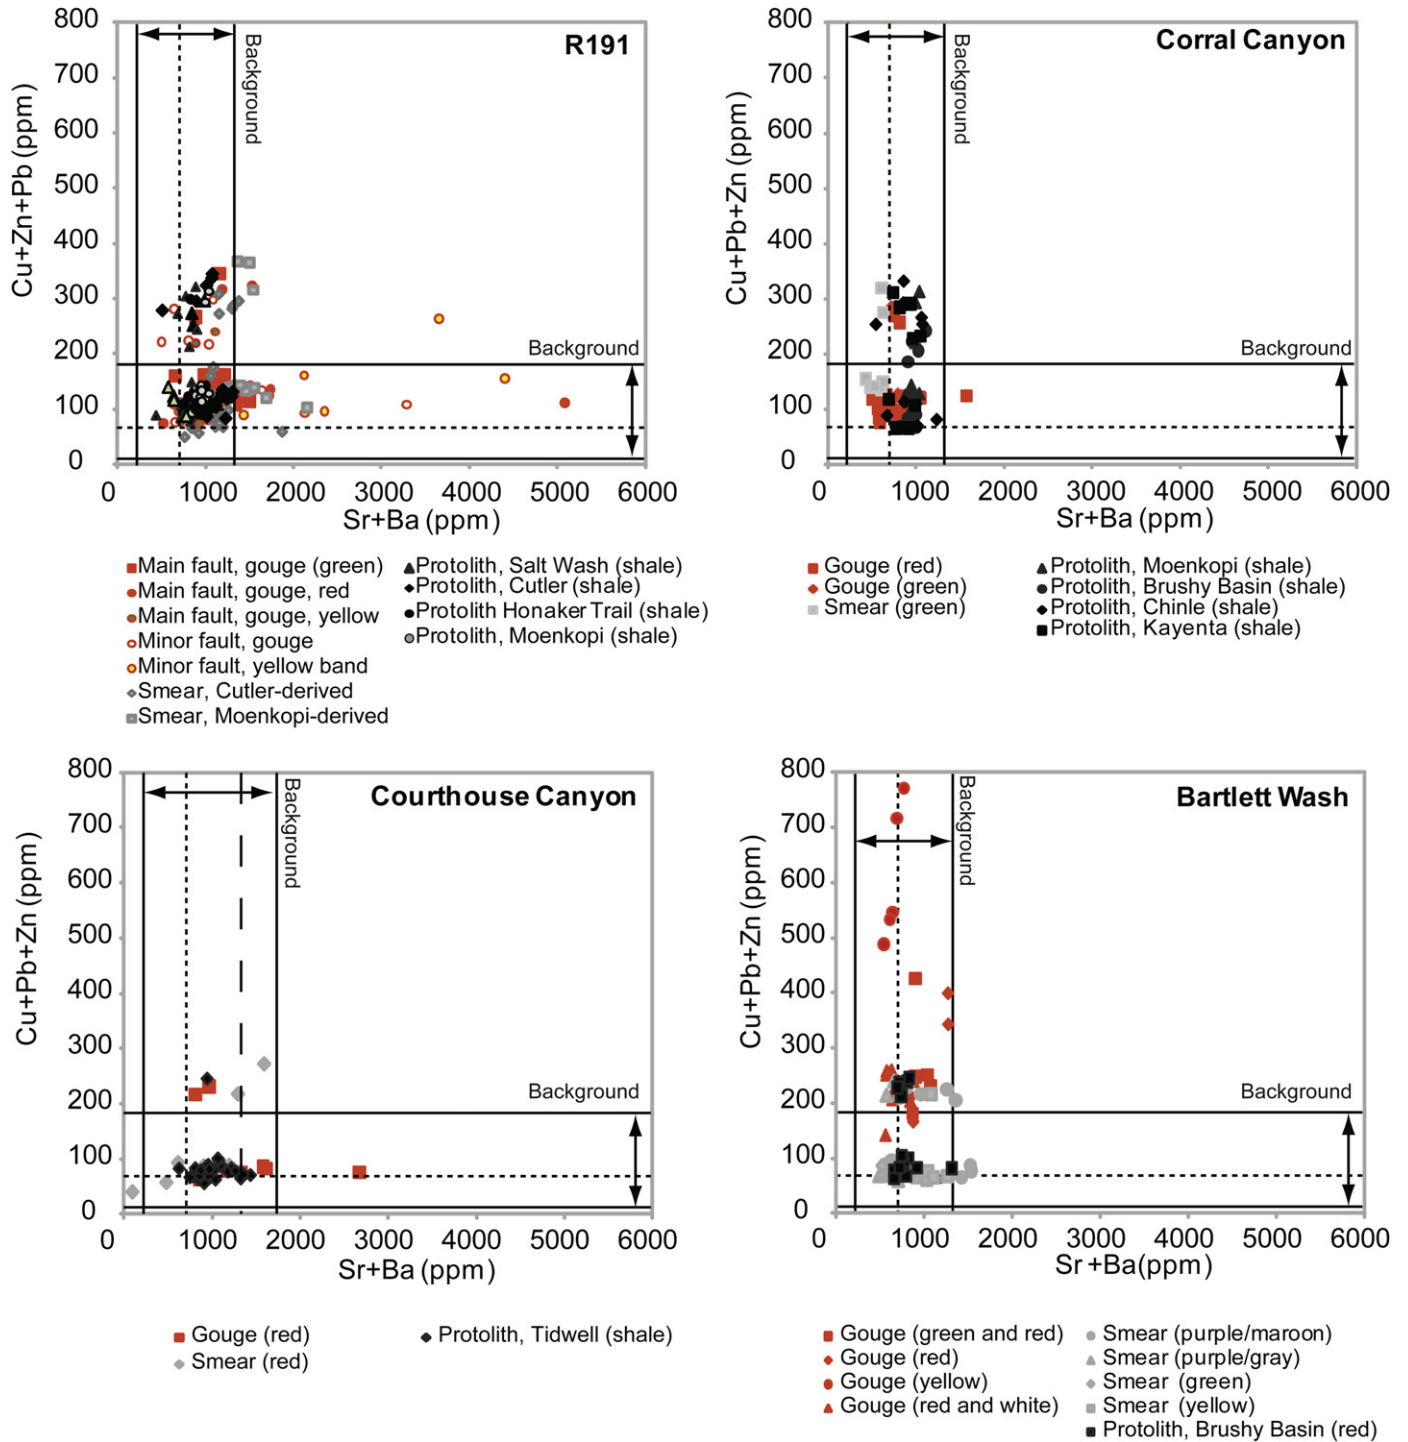 R191
Cu+Zn+Pb (ppm)
800
700
600
500
400
300
200
100
0
Background
Background
0 1000 2000 3000 4000 5000 6000
Sr+Ba (ppm)
Main fault, gouge (green)
Main fault, gouge, red
Main fault, gouge, yellow
Minor fault, gouge
Minor fault, yellow band
Smear, Cutler-derived
Smear, Moenkopi-derived
Protolith, Salt Wash (shale)
Protolith, Cutler (shale)
Protolith Honaker Trail (shale)
Protolith, Moenkopi (shale)
Corral Canyon
Cu+Pb+Zn (ppm)
800
700
600
500
400
300
200
100
0
Background
Background
0 1000 2000 3000 4000 5000 6000
Sr+Ba (ppm)
Gouge (red)
Gouge (green)
Smear (green)
Protolith, Moenkopi (shale)
Protolith, Brushy Basin (shale)
Protolith, Chinle (shale)
Protolith, Kayenta (shale)
Courthouse Canyon
Cu+Pb+Zn (ppm)
800
700
600
500
400
300
200
100
0
Background
Background
0 1000 2000 3000 4000 5000 6000
Sr+Ba (ppm)
Gouge (red)
Smear (red)
Protolith, Tidwell (shale)
Bartlett Wash
Cu+Pb+Zn (ppm)
800
700
600
500
400
300
200
100
0
Background
Background
0 1000 2000 3000 4000 5000 6000
Sr +Ba(ppm)
Gouge (green and red)
Gouge (red)
Gouge (yellow)
Gouge (red and white)
Smear (purple/maroon)
Smear (purple/gray)
Smear (green)
Smear (yellow)
Protolith, Brushy Basin (red)